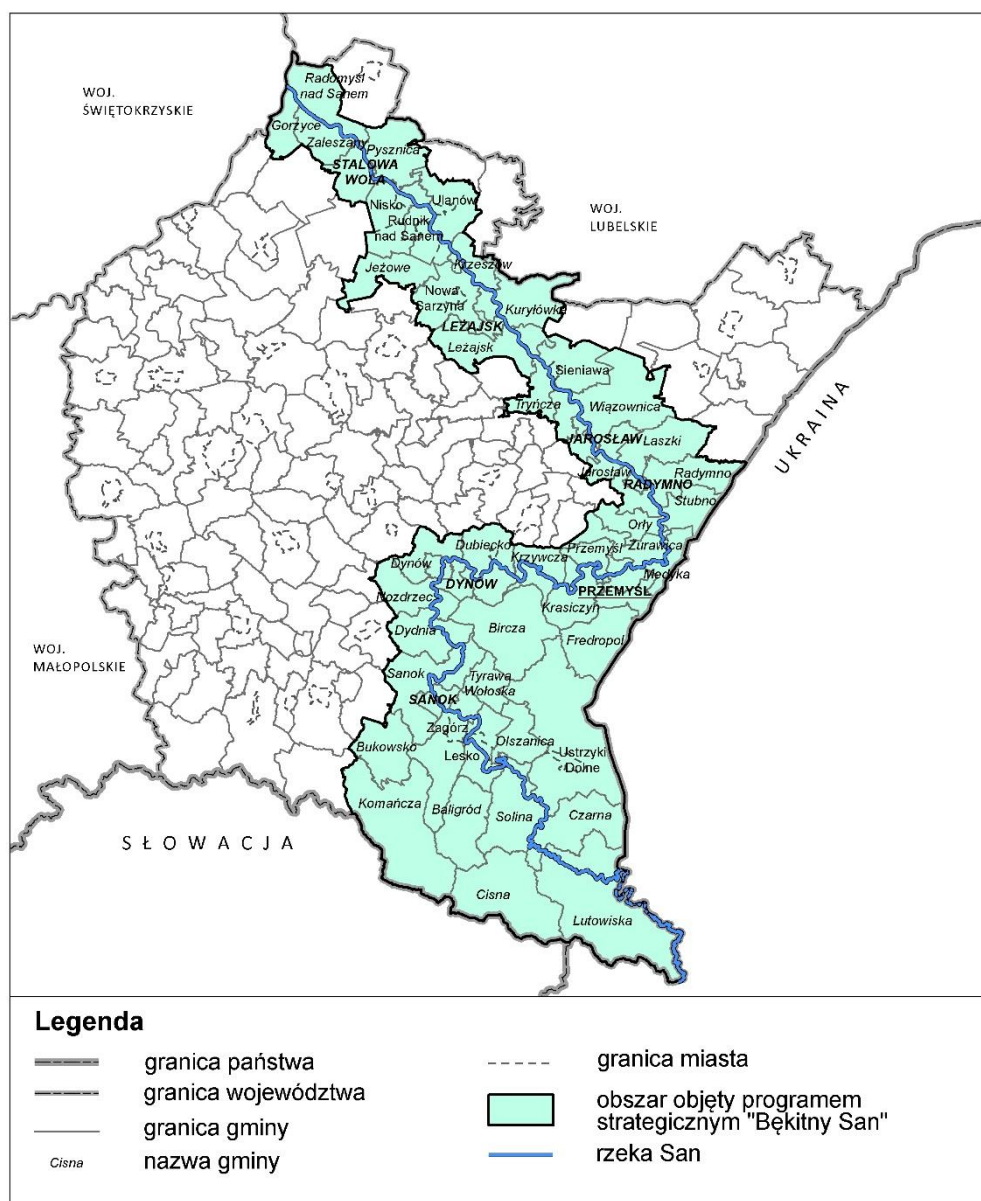 WOJ.
ŚWIĘTOKRZYSKIE
Radomyśl
nad Sanem
Gorzyce
Zaleszany
Pysznica
STALOWA
WOLA
Nisko
Ulanów
Rudnik
nad Sanem
WOJ.
LUBELSKIE
Jeżowe
Krzeszów
Nowa
Sarzyna
Kuryłówka
LEŻAJSK
Leżajsk
Sieniawa
Tryńcza
Wiązownica
UKRAINA
JAROSŁAW
Laszki
Jarosław
Radymno
RADYMNO
Stubno
Orły
Dubiecko
Krzywcza
Przemyśl
Żurawica
Dynów
DYNÓW
Medyka
PRZEMYŚL
Nozdrzec
Krasiczyn
Bircza
Dydnia
Fredropol
WOJ.
MAŁOPOLSKIE
Sanok
Tyrawa
Wołoska
SANOK
Zagórz
Olszanica
Bukowsko
Lesko
Ustrzyki
Dolne
Komańcza
Baligród
Solina
Czarna
SŁOWACJA
Cisna
Lutowiska
Legenda
granica państwa
granica województwa
granica gminy
Cisna nazwa gminy
granica miasta
obszar objęty programem
strategicznym "Bękitny San"
rzeka San